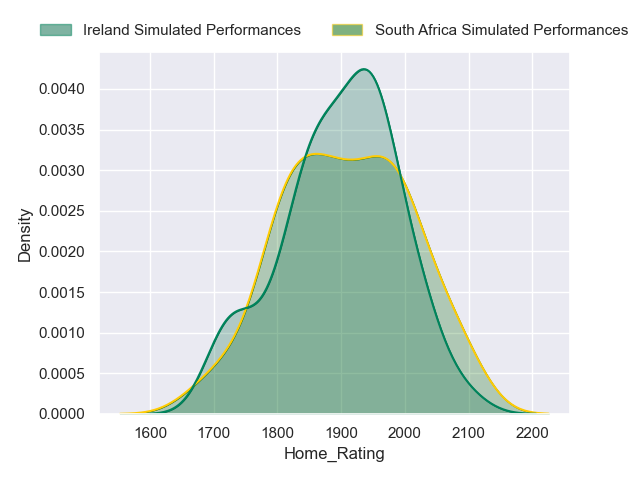 Ireland Simulated Performances South Africa Simulated Performances
0.0040
0.0035
0.0030
0.0025
0.0020
0.0015
0.0010
0.0005
0.0000
Density
1600 1700 1800 1900 2000 2100 2200
Home_Rating